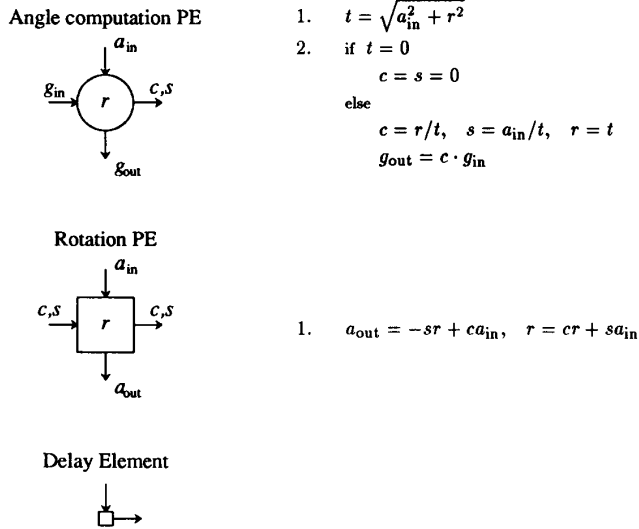 Angle computation PE
a_in
g_in
r
c,s
g_out
1. t = √(a_in² + r²)
2. if t = 0
c = s = 0
else
c = r/t, s = a_in/t, r = t
g_out = c · g_in
Rotation PE
a_in
c,s
r
c,s
a_out
1. a_out = −sr + ca_in, r = cr + sa_in
Delay Element